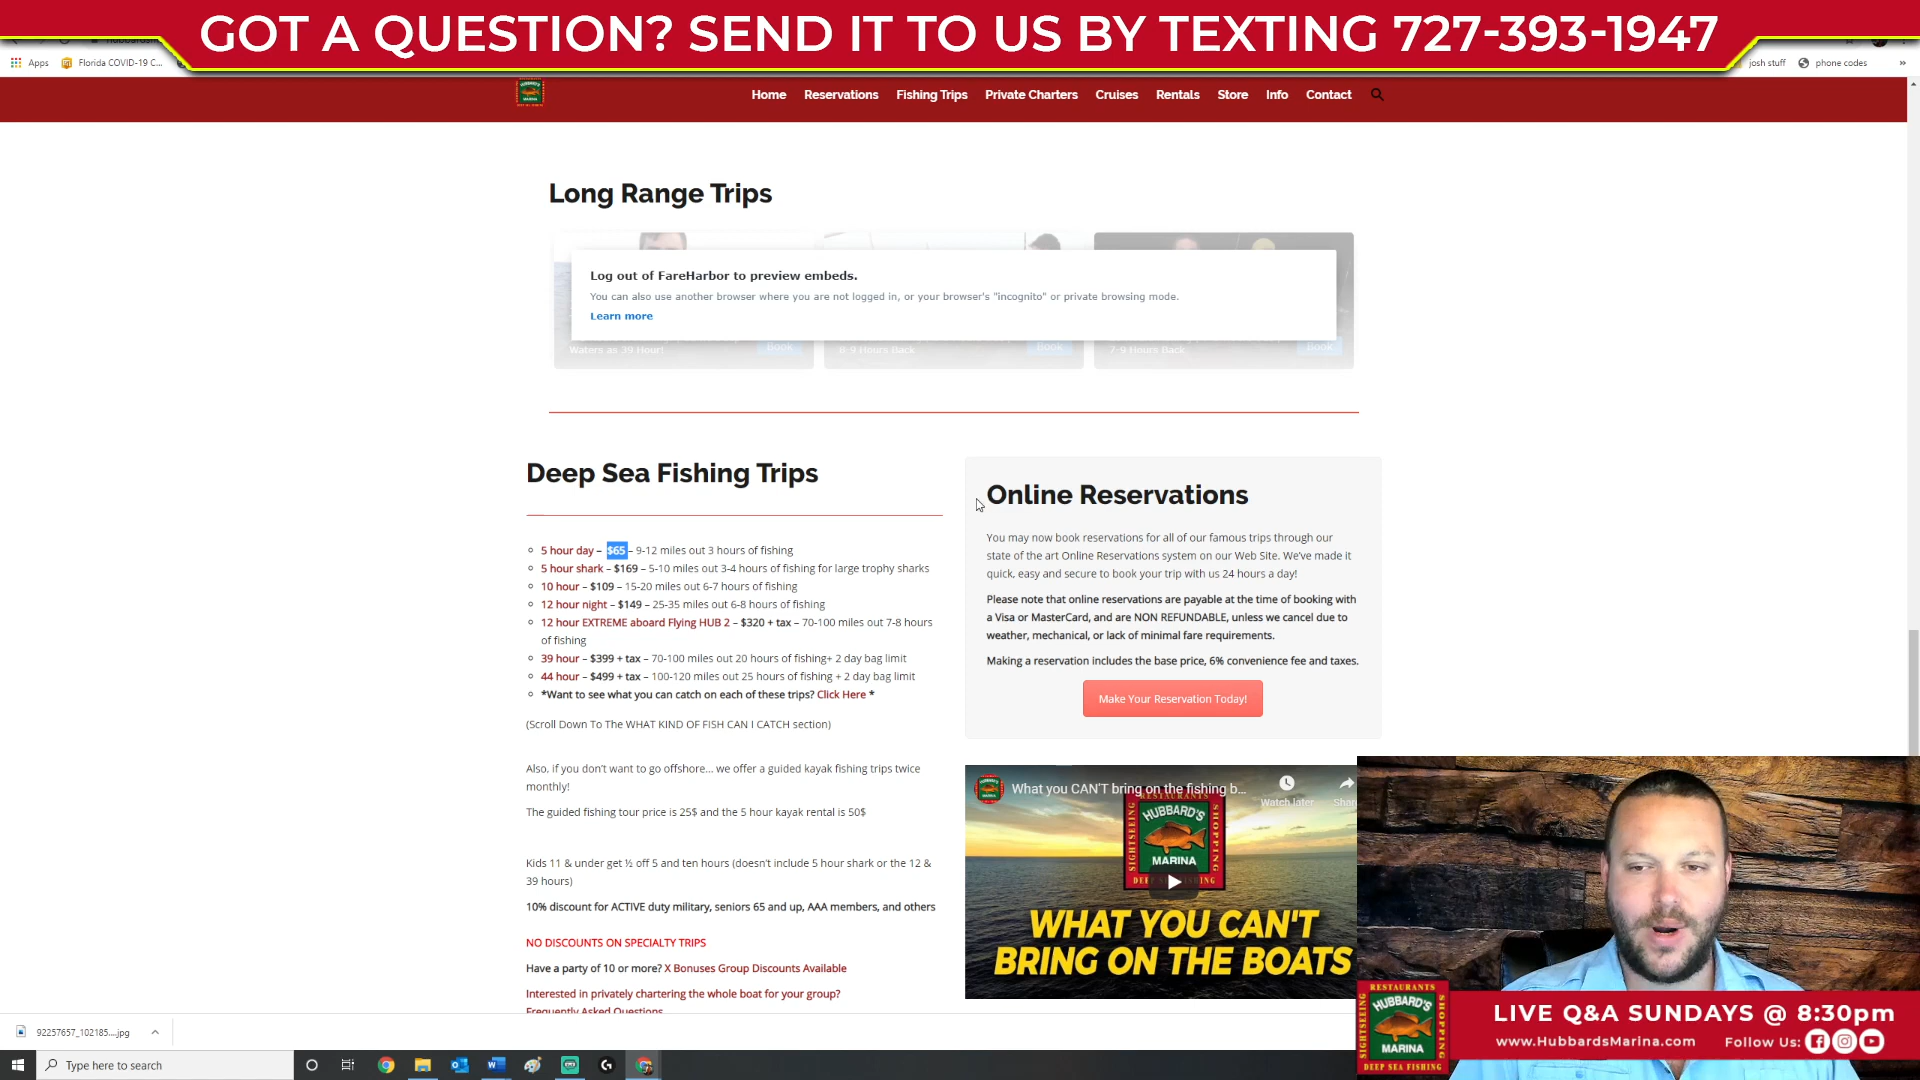 GOT A QUESTION? SEND IT TO US BY TEXTING 727-393-1947
Apps
Florida COVID-19 C...
josh stuff
phone codes
»
Home
Reservations
Fishing Trips
Private Charters
Cruises
Rentals
Store
Info
Contact
Long Range Trips
Log out of FareHarbor to preview embeds.
You can also use another browser where you are not logged in, or your browser's "incognito" or private browsing mode.
Learn more
Waters as 39 Hour!
Book
6-9 Hours Back
Book
7-9 Hours Back
Book
Deep Sea Fishing Trips
5 hour day – $65 – 9-12 miles out 3 hours of fishing
5 hour shark – $169 – 5-10 miles out 3-4 hours of fishing for large trophy sharks
10 hour – $109 – 15-20 miles out 6-7 hours of fishing
12 hour night – $149 – 25-35 miles out 6-8 hours of fishing
12 hour EXTREME aboard Flying HUB 2 – $320 + tax – 70-100 miles out 7-8 hours
of fishing
39 hour – $399 + tax – 70-100 miles out 20 hours of fishing+ 2 day bag limit
44 hour – $499 + tax – 100-120 miles out 25 hours of fishing + 2 day bag limit
*Want to see what you can catch on each of these trips? Click Here *
(Scroll Down To The WHAT KIND OF FISH CAN I CATCH section)
Also, if you don't want to go offshore... we offer a guided kayak fishing trips twice
monthly!
The guided fishing tour price is 25$ and the 5 hour kayak rental is 50$
Kids 11 & under get ½ off 5 and ten hours (doesn't include 5 hour shark or the 12 &
39 hours)
10% discount for ACTIVE duty military, seniors 65 and up, AAA members, and others
NO DISCOUNTS ON SPECIALTY TRIPS
Have a party of 10 or more? X Bonuses Group Discounts Available
Interested in privately chartering the whole boat for your group?
Frequently Asked Questions
Online Reservations
You may now book reservations for all of our famous trips through our
state of the art Online Reservations system on our Web Site. We've made it
quick, easy and secure to book your trip with us 24 hours a day!
Please note that online reservations are payable at the time of booking with
a Visa or MasterCard, and are NON REFUNDABLE, unless we cancel due to
weather, mechanical, or lack of minimal fare requirements.
Making a reservation includes the base price, 6% convenience fee and taxes.
Make Your Reservation Today!
What you CAN'T bring on the fishing b...
Watch later
Share
RESTAURANTS
SIGHTSEEING
HUBBARD'S
MARINA
SHOPPING
DEEP SEA FISHING
WHAT YOU CAN'T
BRING ON THE BOATS
RESTAURANTS
SIGHTSEEING
HUBBARD'S
MARINA
SHOPPING
DEEP SEA FISHING
LIVE Q&A SUNDAYS @ 8:30pm
www.HubbardsMarina.com
Follow Us:
92257657_102185....jpg
Type here to search